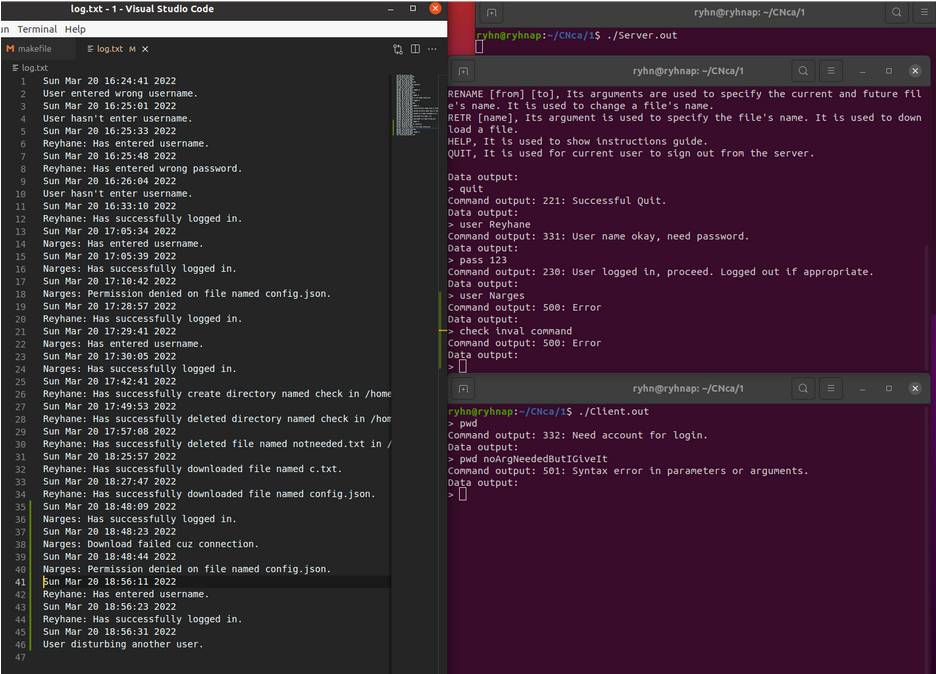 log.txt - 1 - Visual Studio Code
un Terminal Help
makefile
log.txt M
log.txt
1 Sun Mar 20 16:24:41 2022
2 User entered wrong username.
3 Sun Mar 20 16:25:01 2022
4 User hasn't enter username.
5 Sun Mar 20 16:25:33 2022
6 Reyhane: Has entered username.
7 Sun Mar 20 16:25:48 2022
8 Reyhane: Has entered wrong password.
9 Sun Mar 20 16:26:04 2022
10 User hasn't enter username.
11 Sun Mar 20 16:33:10 2022
12 Reyhane: Has successfully logged in.
13 Sun Mar 20 17:05:34 2022
14 Narges: Has entered username.
15 Sun Mar 20 17:05:39 2022
16 Narges: Has successfully logged in.
17 Sun Mar 20 17:10:42 2022
18 Narges: Permission denied on file named config.json.
19 Sun Mar 20 17:28:57 2022
20 Reyhane: Has successfully logged in.
21 Sun Mar 20 17:29:41 2022
22 Narges: Has entered username.
23 Sun Mar 20 17:30:05 2022
24 Narges: Has successfully logged in.
25 Sun Mar 20 17:42:41 2022
26 Reyhane: Has successfully create directory named check in /home
27 Sun Mar 20 17:49:53 2022
28 Reyhane: Has successfully deleted directory named check in /hom
29 Sun Mar 20 17:57:08 2022
30 Reyhane: Has successfully deleted file named notneeded.txt in /
31 Sun Mar 20 18:25:57 2022
32 Reyhane: Has successfully downloaded file named c.txt.
33 Sun Mar 20 18:27:47 2022
34 Reyhane: Has successfully downloaded file named config.json.
35 Sun Mar 20 18:48:09 2022
36 Narges: Has successfully logged in.
37 Sun Mar 20 18:48:23 2022
38 Narges: Download failed cuz connection.
39 Sun Mar 20 18:48:44 2022
40 Narges: Permission denied on file named config.json.
41 Sun Mar 20 18:56:11 2022
42 Reyhane: Has entered username.
43 Sun Mar 20 18:56:23 2022
44 Reyhane: Has successfully logged in.
45 Sun Mar 20 18:56:31 2022
46 User disturbing another user.
47
ryhn@ryhnap: ~/CNca/1
ryhn@ryhnap:~/CNca/1$ ./Server.out
ryhn@ryhnap: ~/CNca/1
RENAME [from] [to], Its arguments are used to specify the current and future fil
e's name. It is used to change a file's name.
RETR [name], Its argument is used to specify the file's name. It is used to down
load a file.
HELP, It is used to show instructions guide.
QUIT, It is used for current user to sign out from the server.
Data output:
> quit
Command output: 221: Successful Quit.
Data output:
> user Reyhane
Command output: 331: User name okay, need password.
Data output:
> pass 123
Command output: 230: User logged in, proceed. Logged out if appropriate.
Data output:
> user Narges
Command output: 500: Error
Data output:
> check inval command
Command output: 500: Error
Data output:
>
ryhn@ryhnap: ~/CNca/1
ryhn@ryhnap:~/CNca/1$ ./Client.out
> pwd
Command output: 332: Need account for login.
Data output:
> pwd noArgNeededButIGiveIt
Command output: 501: Syntax error in parameters or arguments.
Data output:
>